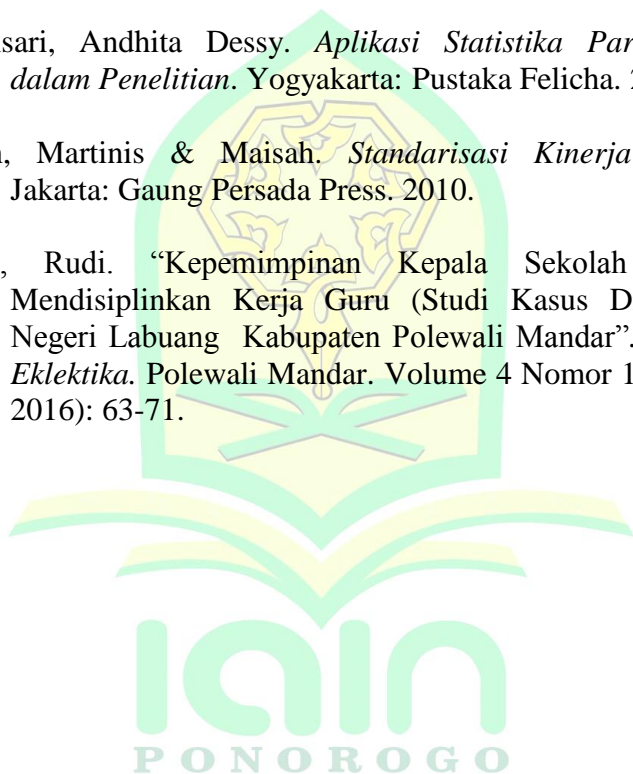 sari, Andhita Dessy. Aplikasi Statistika Par
dalam Penelitian. Yogyakarta: Pustaka Felicha.
Martinis & Maisah. Standarisasi Kinerja
Jakarta: Gaung Persada Press. 2010.
Rudi. “Kepemimpinan Kepala Sekolah
Mendisiplinkan Kerja Guru (Studi Kasus D
Negeri Labuang Kabupaten Polewali Mandar”.
Eklektika. Polewali Mandar. Volume 4 Nomor 1
2016): 63-71.
iain
PONOROGO